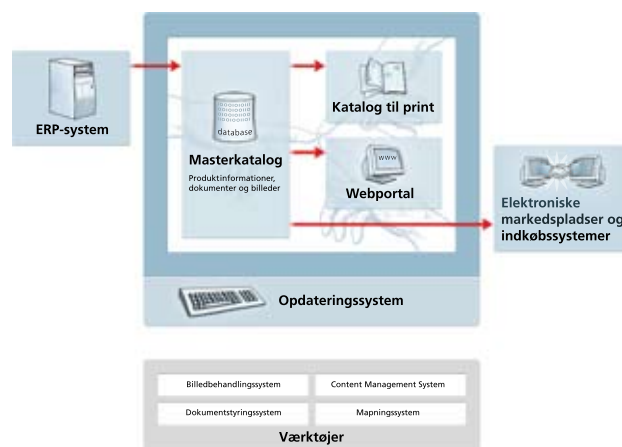 ERP-system
database
Masterkatalog
Produktinformationer,
dokumenter og billeder
Katalog til print
www
Webportal
Elektroniske
markedspladser og
indkøbssystemer
Opdateringssystem
Billedbehandlingssystem
Content Management System
Dokumentstyringssystem
Mapningssystem
Værktøjer